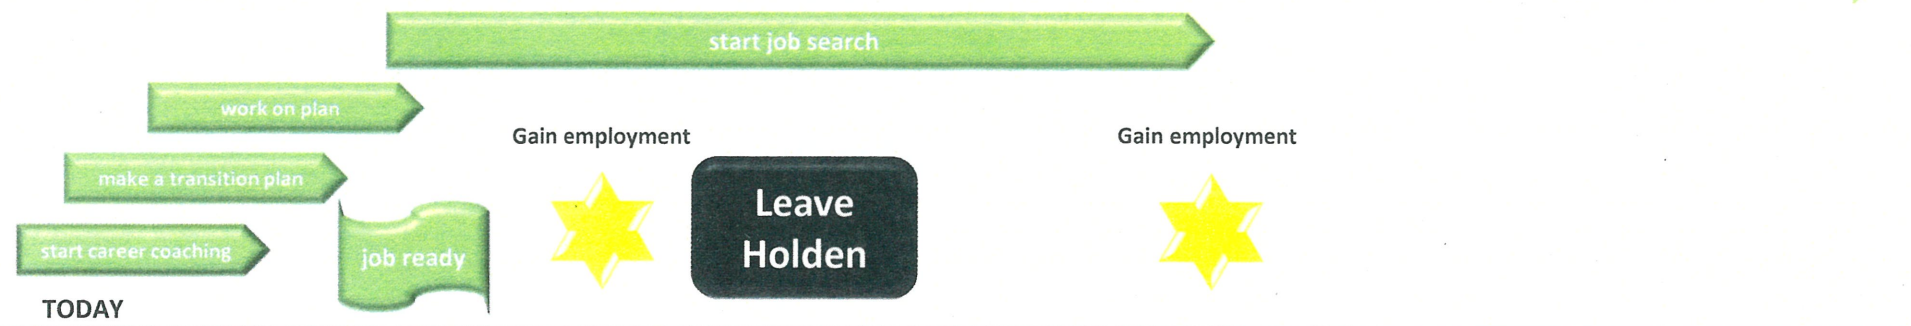 start job search
work on plan
Gain employment
Gain employment
make a transition plan
Leave
Holden
start career coaching
job ready
TODAY